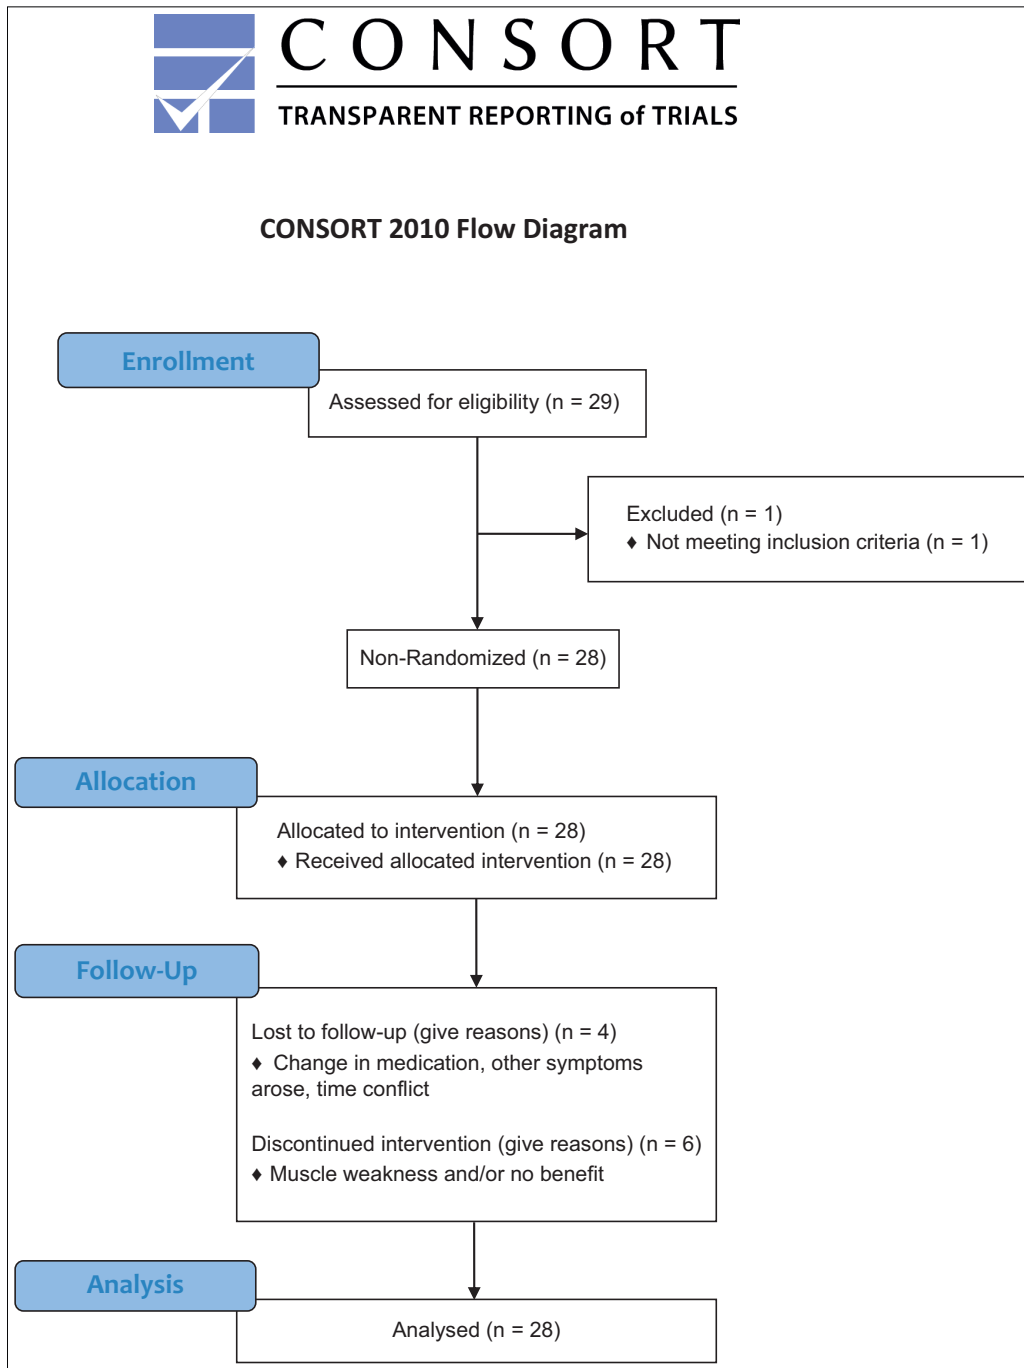 CONSORT
TRANSPARENT REPORTING of TRIALS
CONSORT 2010 Flow Diagram
Enrollment
Assessed for eligibility (n = 29)
Excluded (n = 1)
♦ Not meeting inclusion criteria (n = 1)
Non-Randomized (n = 28)
Allocation
Allocated to intervention (n = 28)
♦ Received allocated intervention (n = 28)
Follow-Up
Lost to follow-up (give reasons) (n = 4)
♦ Change in medication, other symptoms
arose, time conflict
Discontinued intervention (give reasons) (n = 6)
♦ Muscle weakness and/or no benefit
Analysis
Analysed (n = 28)